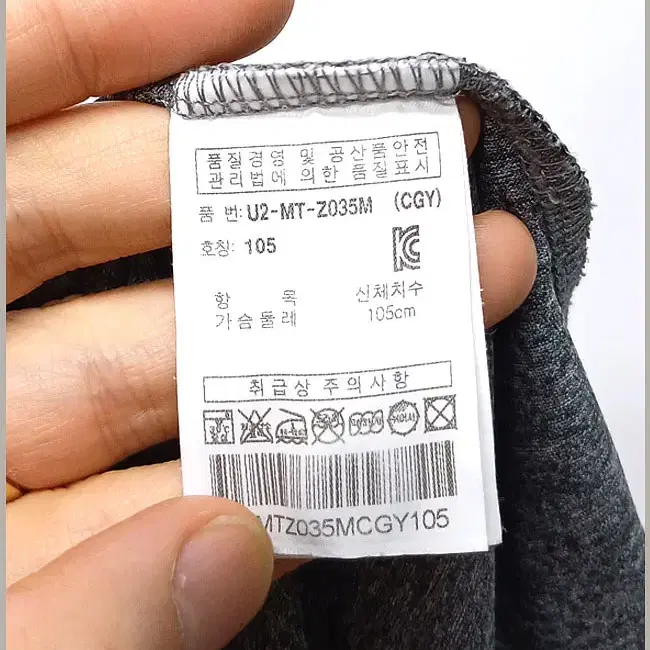 품질경영 및 공산품안전
관리법에 의한 품질표시
품 번: U2-MT-Z035M (CGY)
호칭: 105
항 목 신체치수
가슴둘레 105cm
취급상 주의사항
MTZ035MCGY105